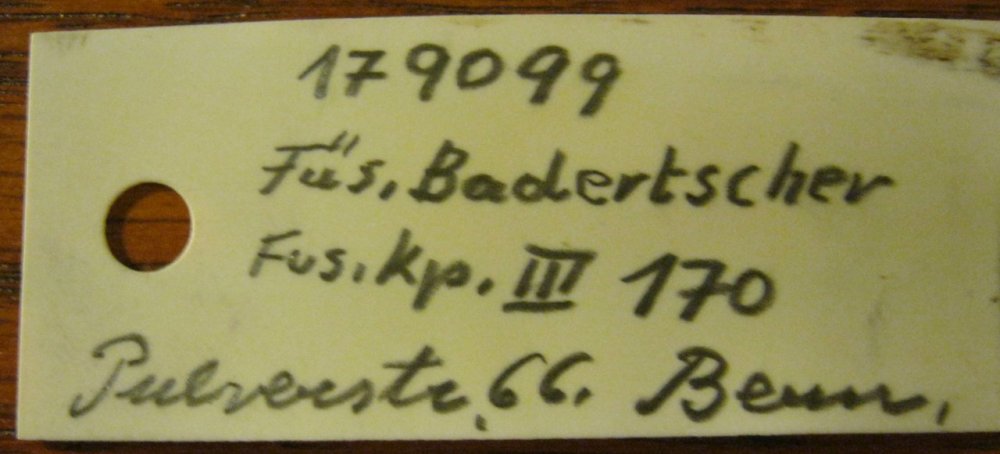 179099
Füs. Badertscher
Fus. Kp. III 170
Pulverstr. 66. Bern.